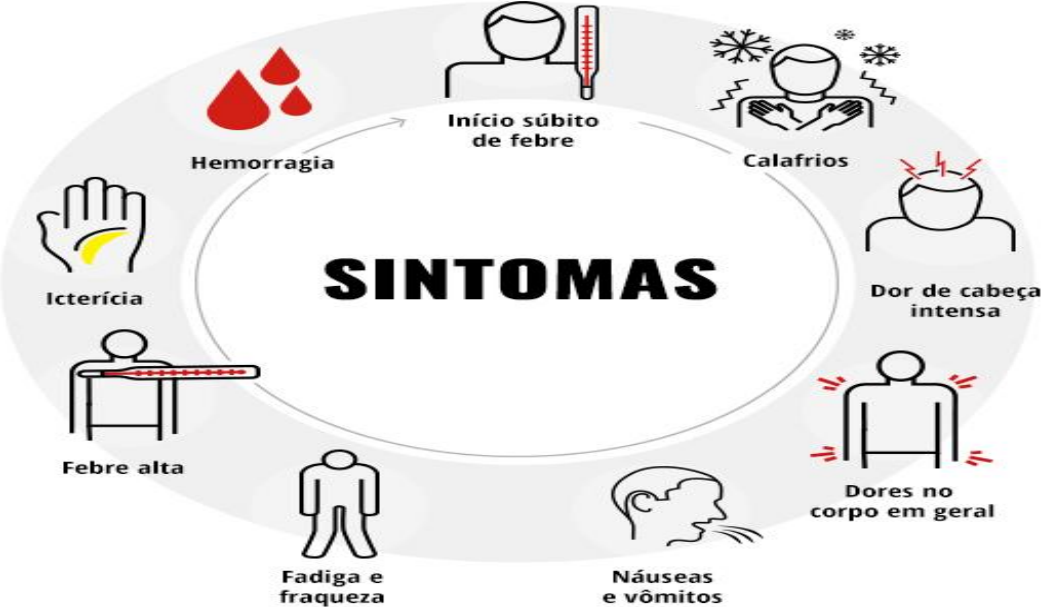 Início súbito
de febre
Calafrios
Dor de cabeça
intensa
Dores no
corpo em geral
Náuseas
e vômitos
Fadiga e
fraqueza
Febre alta
Icterícia
Hemorragia
SINTOMAS